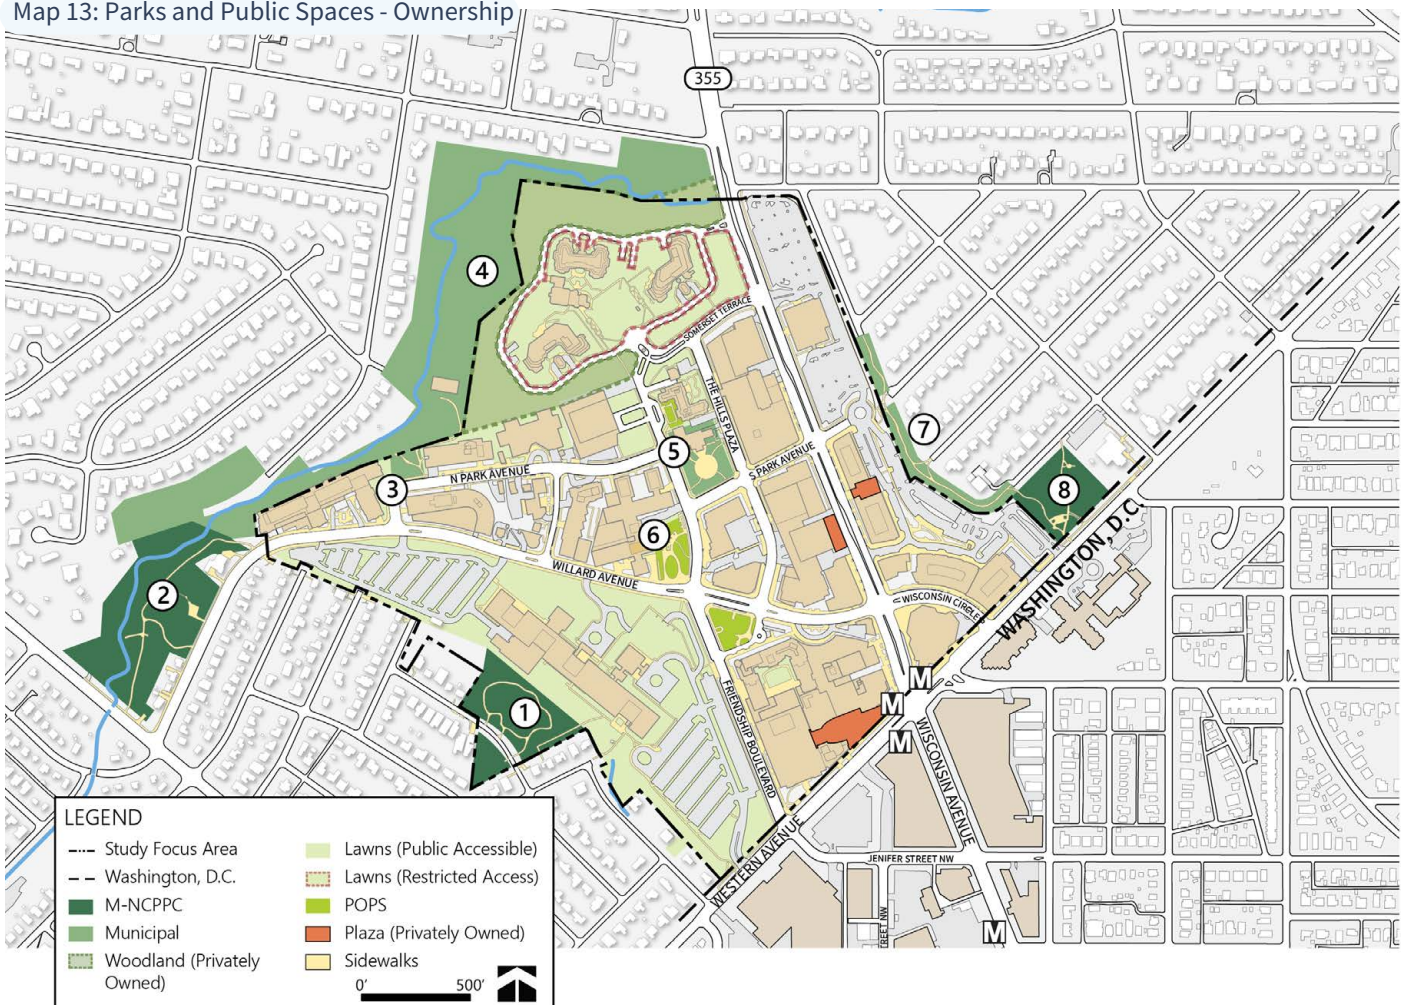 Map 13: Parks and Public Spaces - Ownership
355
4
SOMERSET TERRACE
THE HILLS PLAZA
7
5
S PARK AVENUE
N PARK AVENUE
3
8
6
WASHINGTON, D.C.
WILLARD AVENUE
2
WISCONSIN CIRCLE
1
M
M
M
FRIENDSHIP BOULEVARD
WISCONSIN AVENUE
WESTERN AVENUE
JENIFER STREET NW
REET NW
M
LEGEND
Study Focus Area
Washington, D.C.
M-NCPPC
Municipal
Woodland (Privately
Owned)
Lawns (Public Accessible)
Lawns (Restricted Access)
POPS
Plaza (Privately Owned)
Sidewalks
0'
500'